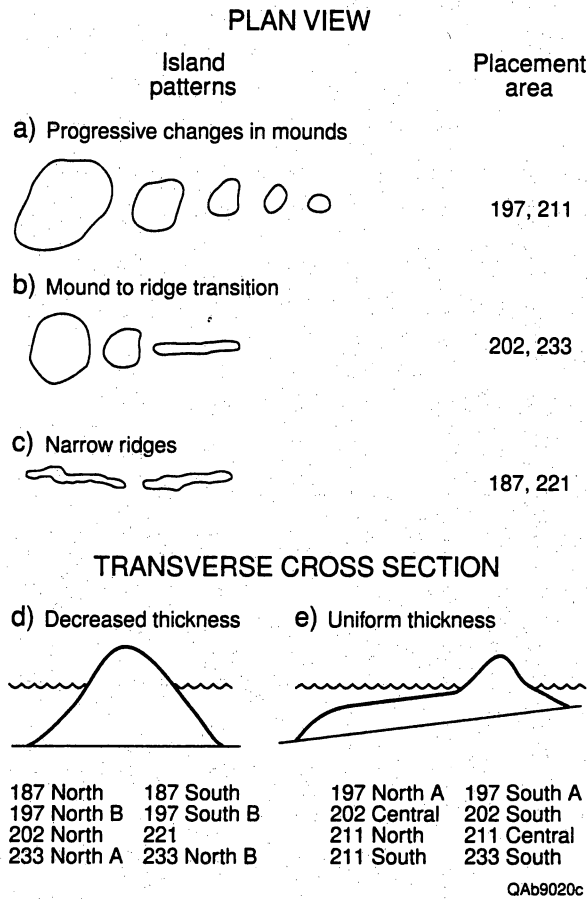 PLAN VIEW
Island patterns
Placement area
a) Progressive changes in mounds
197, 211
b) Mound to ridge transition
202, 233
c) Narrow ridges
187, 221
TRANSVERSE CROSS SECTION
d) Decreased thickness
e) Uniform thickness
187 North 187 South
197 North B 197 South B
202 North 221
233 North A 233 North B
197 North A 197 South A
202 Central 202 South
211 North 211 Central
211 South 233 South
QAb9020c